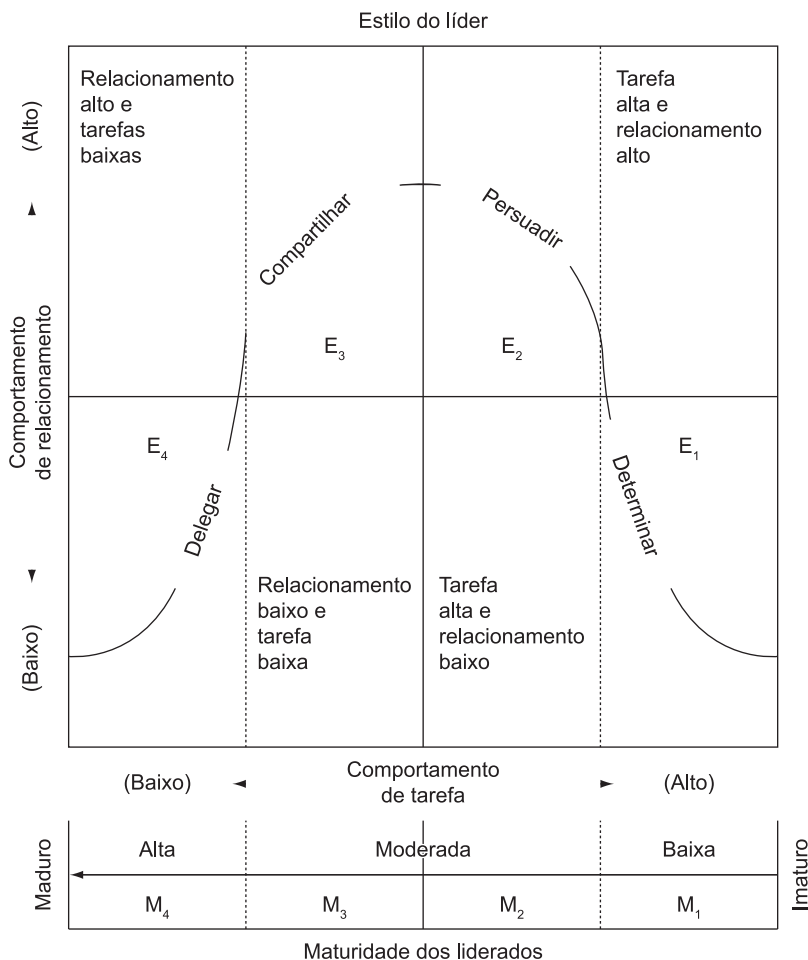 Estilo do líder
Relacionamento
alto e
tarefas
baixas
Tarefa
alta e
relacionamento
alto
(Alto)
Comportamento
de relacionamento
(Baixo)
Compartilhar
Persuadir
E₃
E₂
E₄
E₁
Delegar
Determinar
Relacionamento
baixo e
tarefa
baixa
Tarefa
alta e
relacionamento
baixo
(Baixo)
Comportamento
de tarefa
(Alto)
Maduro
Alta
Moderada
Baixa
Imaturo
M₄
M₃
M₂
M₁
Maturidade dos liderados